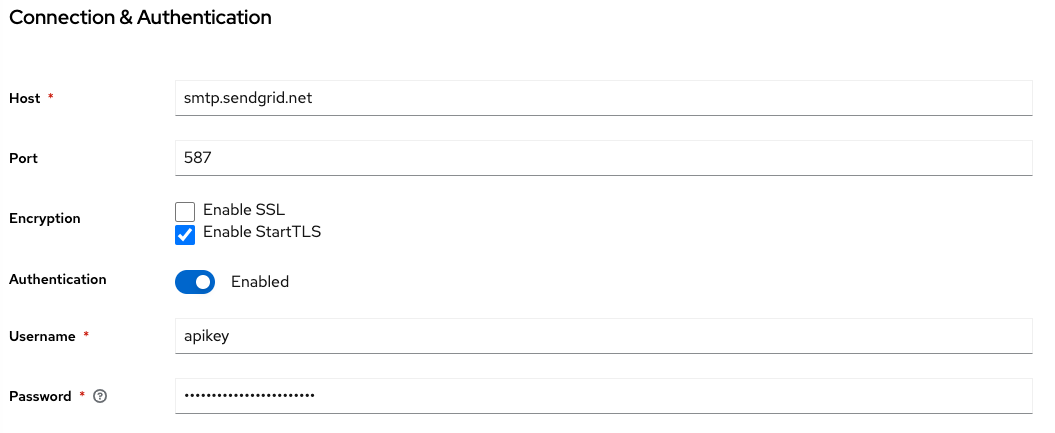 Connection & Authentication
Host *
smtp.sendgrid.net
Port
587
Encryption
Enable SSL
Enable StartTLS
Authentication
Enabled
Username *
apikey
Password * ?
••••••••••••••••••••••••